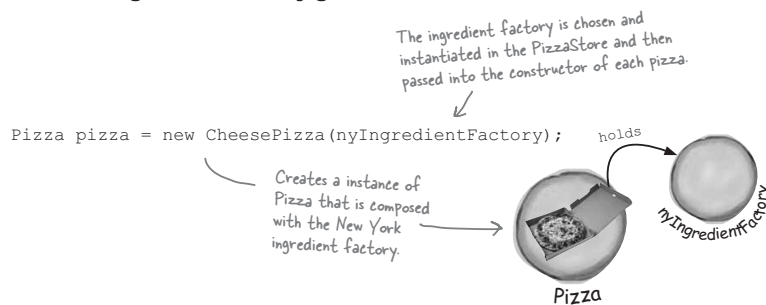 The ingredient factory is chosen and
instantiated in the PizzaStore and then
passed into the constructor of each pizza.
Pizza pizza = new CheesePizza(nyIngredientFactory);
holds
Creates a instance of
Pizza that is composed
with the New York
ingredient factory.
nyIngredientFactory
Pizza